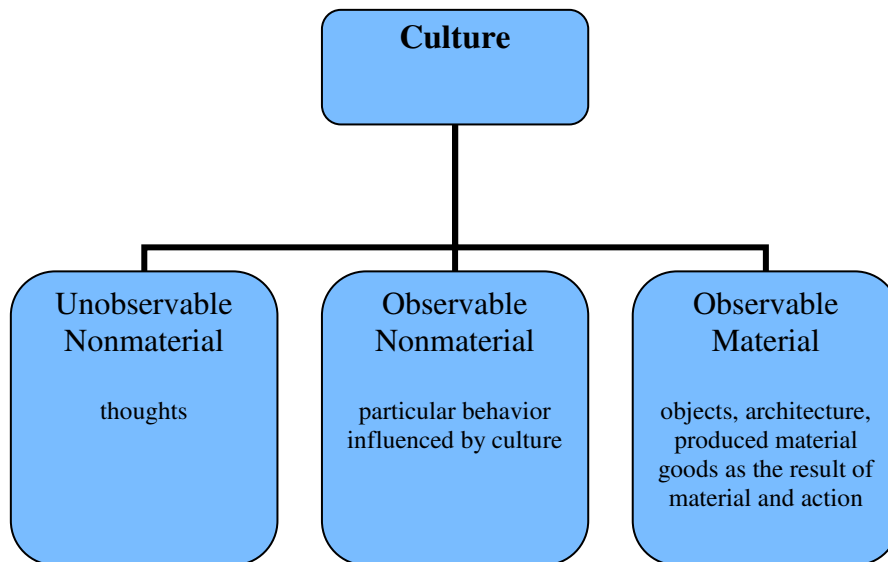 Culture
Unobservable
Nonmaterial
thoughts
Observable
Nonmaterial
particular behavior
influenced by culture
Observable
Material
objects, architecture,
produced material
goods as the result of
material and action